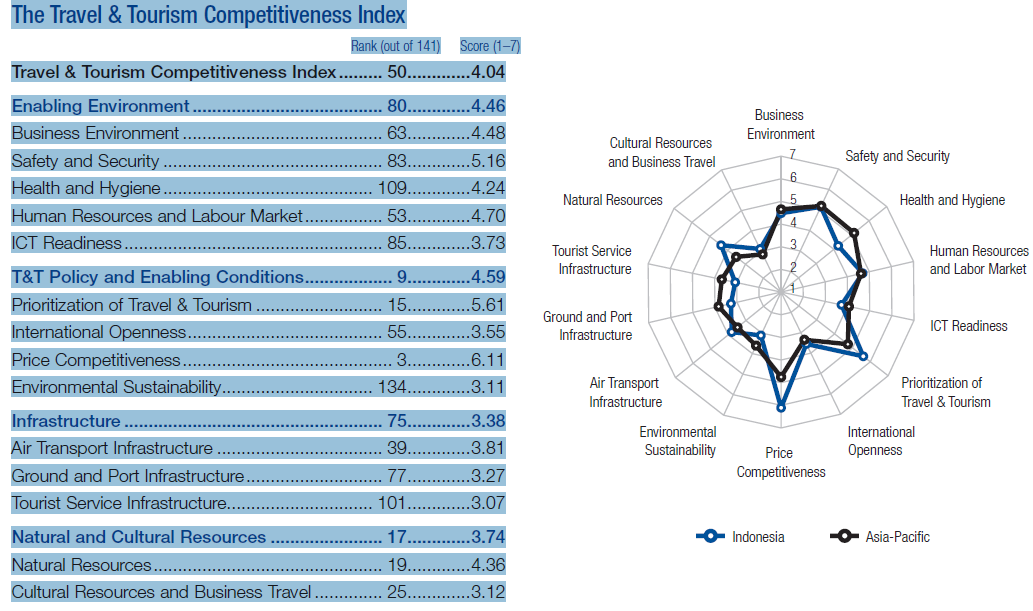 The Travel & Tourism Competitiveness Index
Rank (out of 141) Score (1–7)
Travel & Tourism Competitiveness Index......... 50.............4.04
Enabling Environment .................................. 80.............4.46
Business Environment .................................... 63.............4.48
Safety and Security ........................................ 83.............5.16
Health and Hygiene ....................................... 109.............4.24
Human Resources and Labour Market.............. 53.............4.70
ICT Readiness ............................................... 85.............3.73
T&T Policy and Enabling Conditions................ 9.............4.59
Prioritization of Travel & Tourism ....................... 15.............5.61
International Openness.................................... 55.............3.55
Price Competitiveness ..................................... 3.............6.11
Environmental Sustainability............................ 134.............3.11
Infrastructure ............................................... 75.............3.38
Air Transport Infrastructure .............................. 39.............3.81
Ground and Port Infrastructure ......................... 77.............3.27
Tourist Service Infrastructure........................... 101.............3.07
Natural and Cultural Resources ..................... 17.............3.74
Natural Resources .......................................... 19.............4.36
Cultural Resources and Business Travel ............ 25.............3.12
Business
Environment
Cultural Resources
and Business Travel
Safety and Security
Natural Resources
Health and Hygiene
Tourist Service
Infrastructure
Human Resources
and Labor Market
Ground and Port
Infrastructure
ICT Readiness
Air Transport
Infrastructure
Prioritization of
Travel & Tourism
Environmental
Sustainability
International
Openness
Price
Competitiveness
7
6
5
4
3
2
1
Indonesia
Asia-Pacific